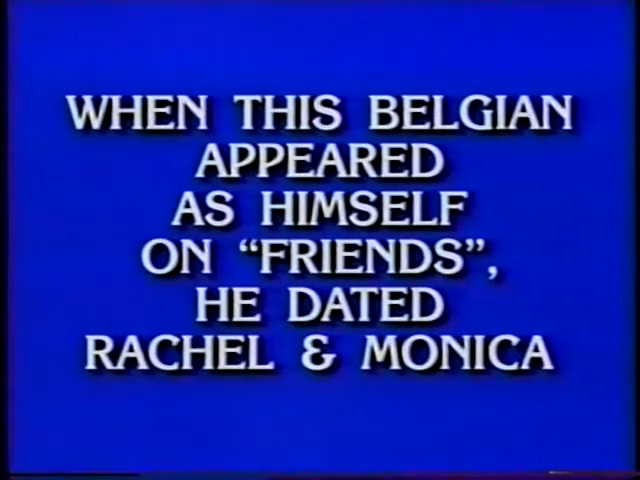 WHEN THIS BELGIAN
APPEARED
AS HIMSELF
ON “FRIENDS”,
HE DATED
RACHEL & MONICA